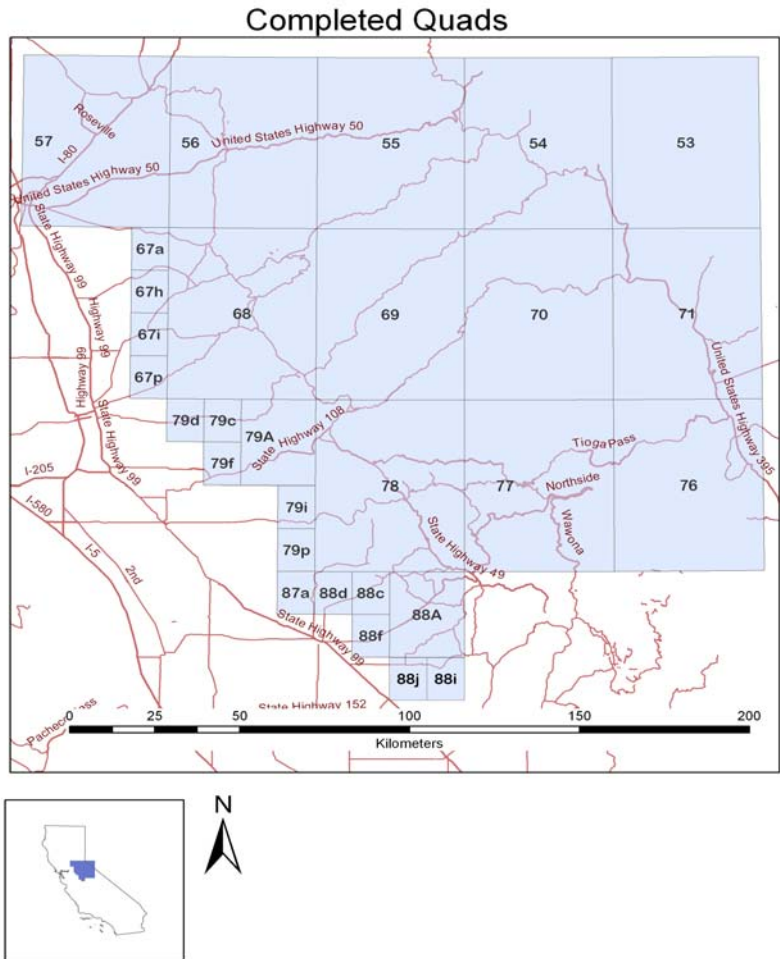 Completed Quads
57
56
55
54
53
Roseville
I-80
United States Highway 50
United States Highway 50
State Highway 99
Highway 99
Highway 99
State Highway 99
67a
67h
67i
67p
68
69
70
71
United States Highway 395
79d
79c
79A
79f
State Highway 108
Tioga Pass
Northside
Wawona
78
77
76
I-205
I-580
I-5
2nd
79i
79p
State Highway 49
87a
88d
88c
88A
88f
State Highway 99
88j
88i
State Highway 152
0
25
50
100
150
200
Kilometers
N